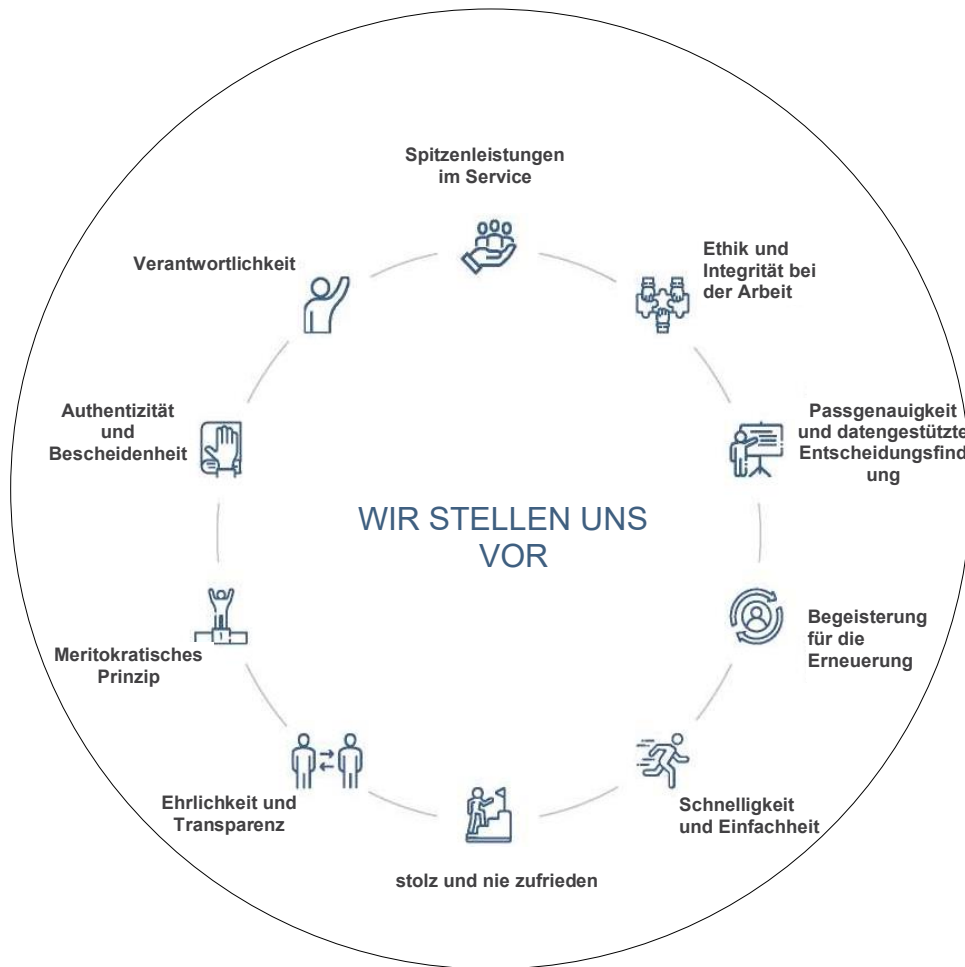 Spitzenleistungen
im Service
Ethik und
Integrität bei
der Arbeit
Passgenauigkeit
und datengestützte
Entscheidungsfind
ung
Begeisterung
für die
Erneuerung
Schnelligkeit
und Einfachheit
stolz und nie zufrieden
Ehrlichkeit und
Transparenz
Meritokratisches
Prinzip
Authentizität
und
Bescheidenheit
Verantwortlichkeit
WIR STELLEN UNS
VOR